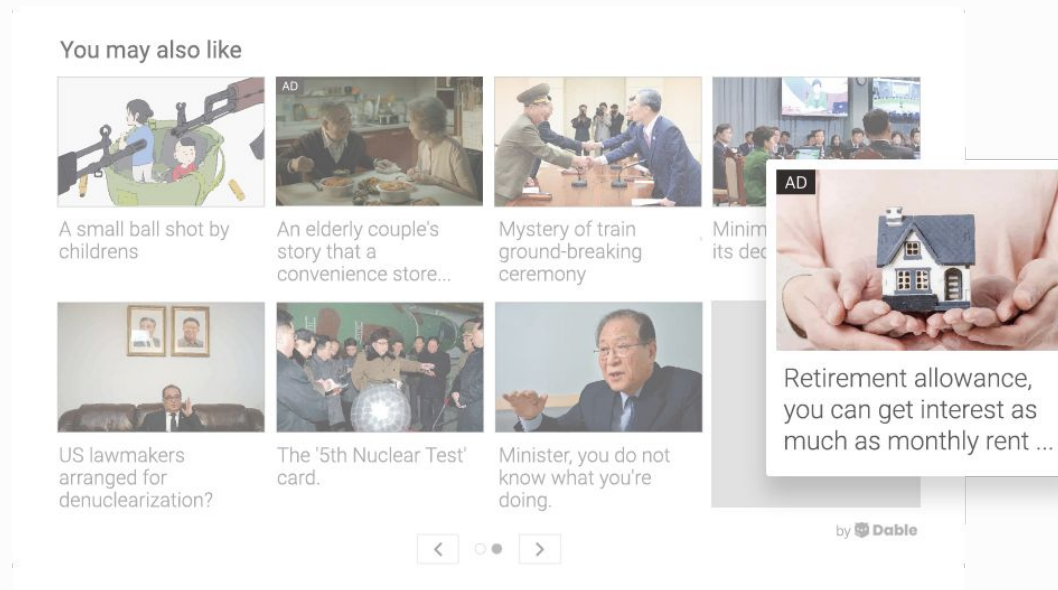 You may also like
AD
A small ball shot by
childrens
An elderly couple's
story that a
convenience store...
Mystery of train
ground-breaking
ceremony
, Minim
its dec
AD
Retirement allowance,
you can get interest as
much as monthly rent ...
US lawmakers
arranged for
denuclearization?
The '5th Nuclear Test'
card.
Minister, you do not
know what you're
doing.
by Dable